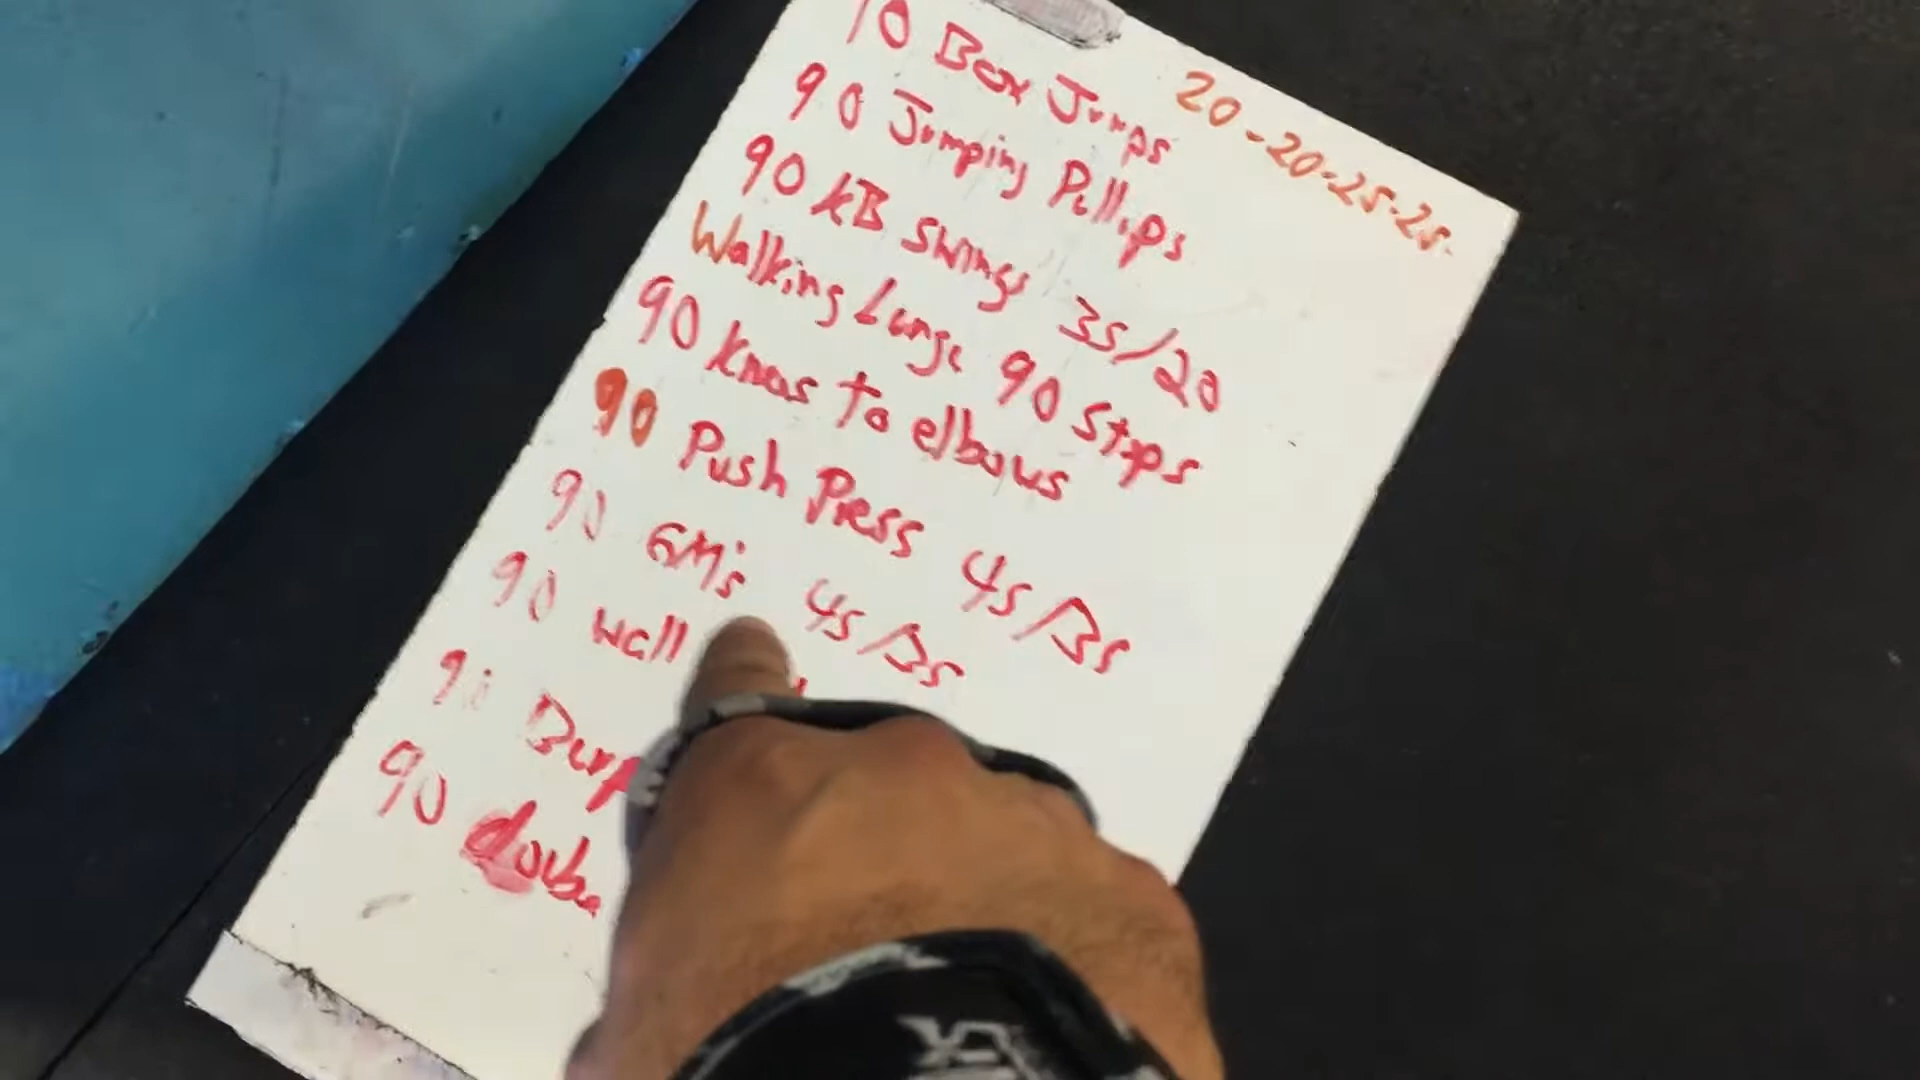 10 Box Jumps
20-20-25-25-
90 Jumping Pullups
90 KB Swings 35/20
Walking Lunge 90 Steps
90 knees to elbows
90 Push Press 45/35
90 GM's 45/35
90 wall
90
90